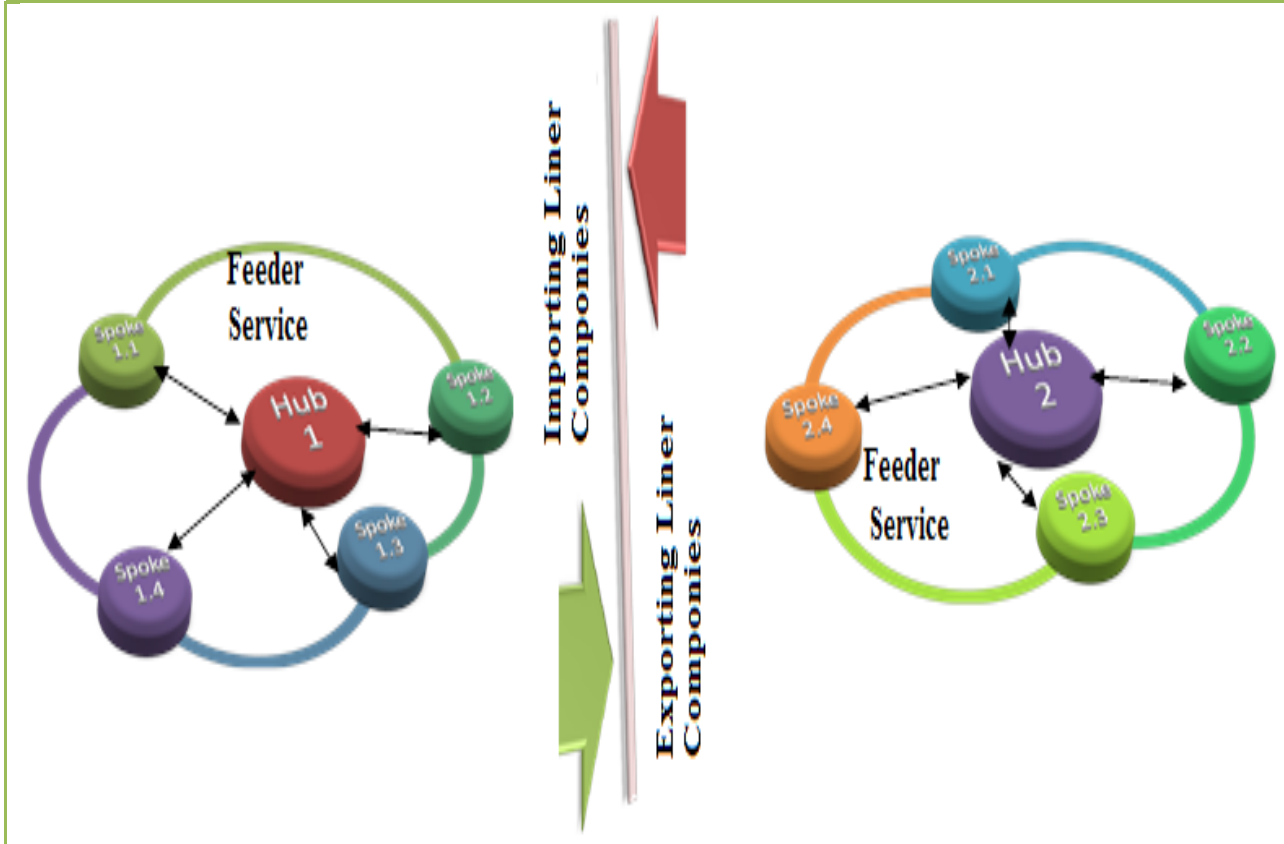 Feeder
Service
Spoke
1.1
Spoke
1.2
Hub
1
Spoke
1.3
Spoke
1.4
Importing Liner
Componies
Exporting Liner
Componies
Spoke
2.1
Spoke
2.2
Hub
2
Spoke
2.4
Feeder
Service
Spoke
2.3